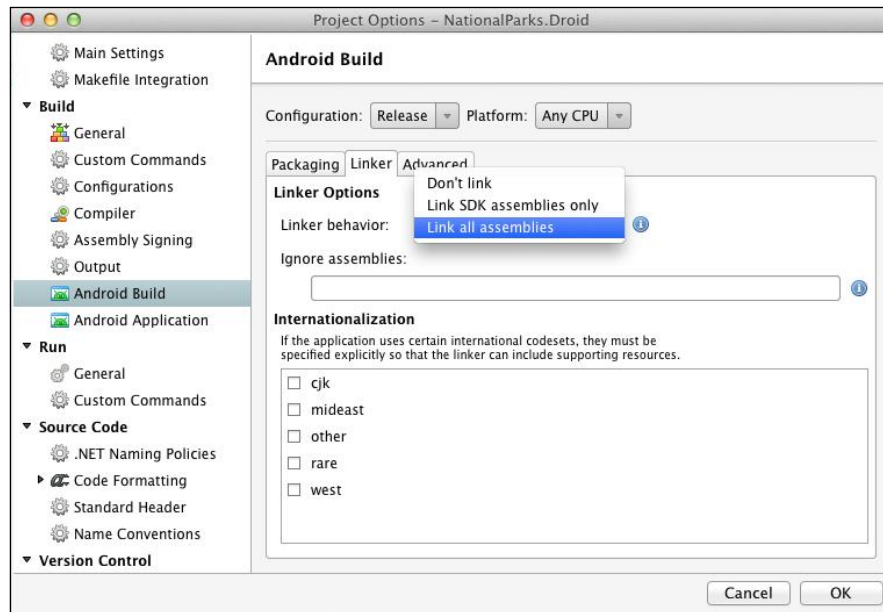 Project Options – NationalParks.Droid
Main Settings
Makefile Integration
Build
General
Custom Commands
Configurations
Compiler
Assembly Signing
Output
Android Build
Android Application
Run
General
Custom Commands
Source Code
.NET Naming Policies
Code Formatting
Standard Header
Name Conventions
Version Control
Android Build
Configuration: Release Platform: Any CPU
Packaging Linker Advanced
Linker Options
Linker behavior:
Don't link
Link SDK assemblies only
Link all assemblies
Ignore assemblies:
Internationalization
If the application uses certain international codesets, they must be
specified explicitly so that the linker can include supporting resources.
cjk
mideast
other
rare
west
Cancel OK